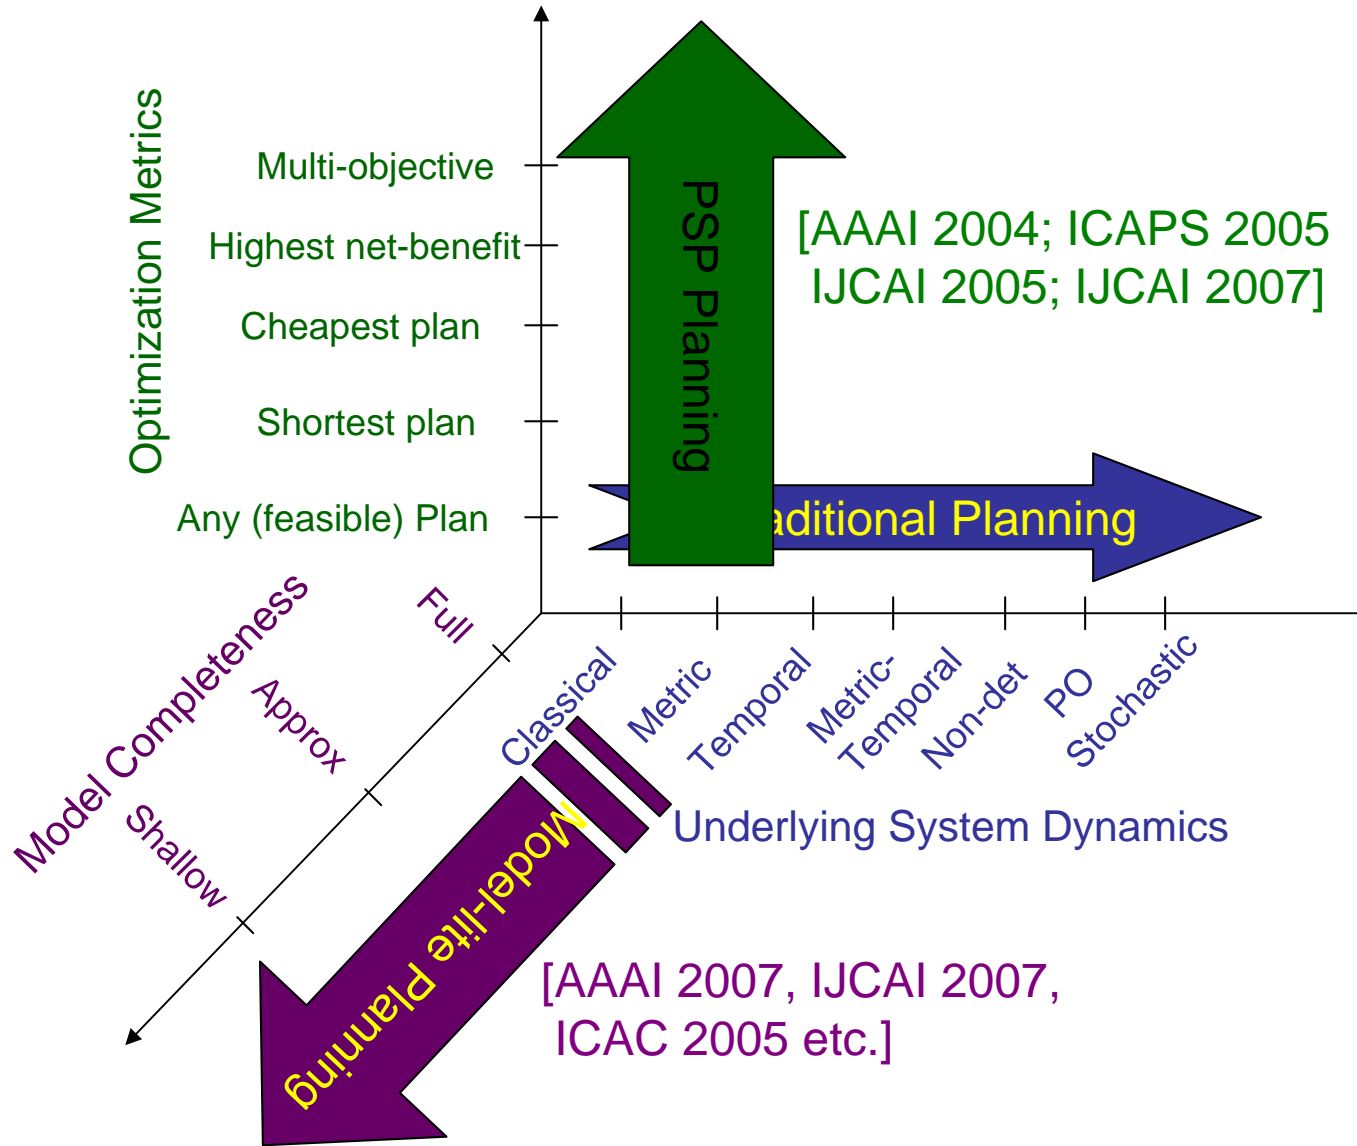 Optimization Metrics
Multi-objective
Highest net-benefit
Cheapest plan
Shortest plan
Any (feasible) Plan
PSP Planning
[AAAI 2004; ICAPS 2005
IJCAI 2005; IJCAI 2007]
aditional Planning
Model Completeness
Full
Approx
Shallow
Classical
Metric
Temporal
Metric-
Temporal
Non-det
PO
Stochastic
Underlying System Dynamics
Model-lite Planning
[AAAI 2007, IJCAI 2007,
ICAC 2005 etc.]